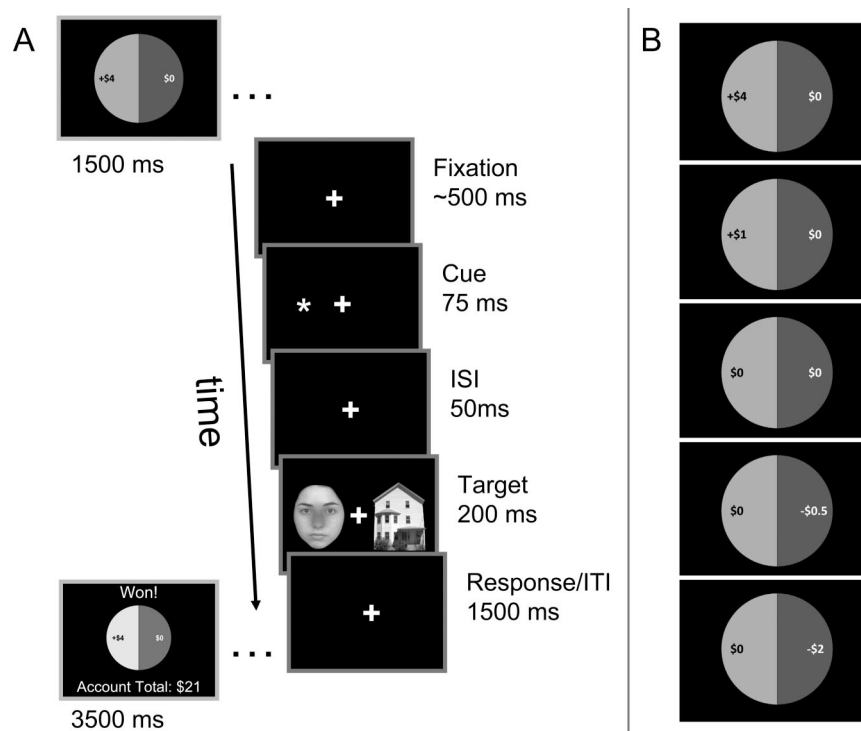 A
+$4 $0
...
1500 ms
Fixation
~500 ms
Cue
75 ms
*
ISI
50ms
time
Target
200 ms
Response/ITI
1500 ms
Won!
+$4 $0
Account Total: $21
...
3500 ms
B
+$4 $0
+$1 $0
$0 $0
$0 -$0.5
$0 -$2